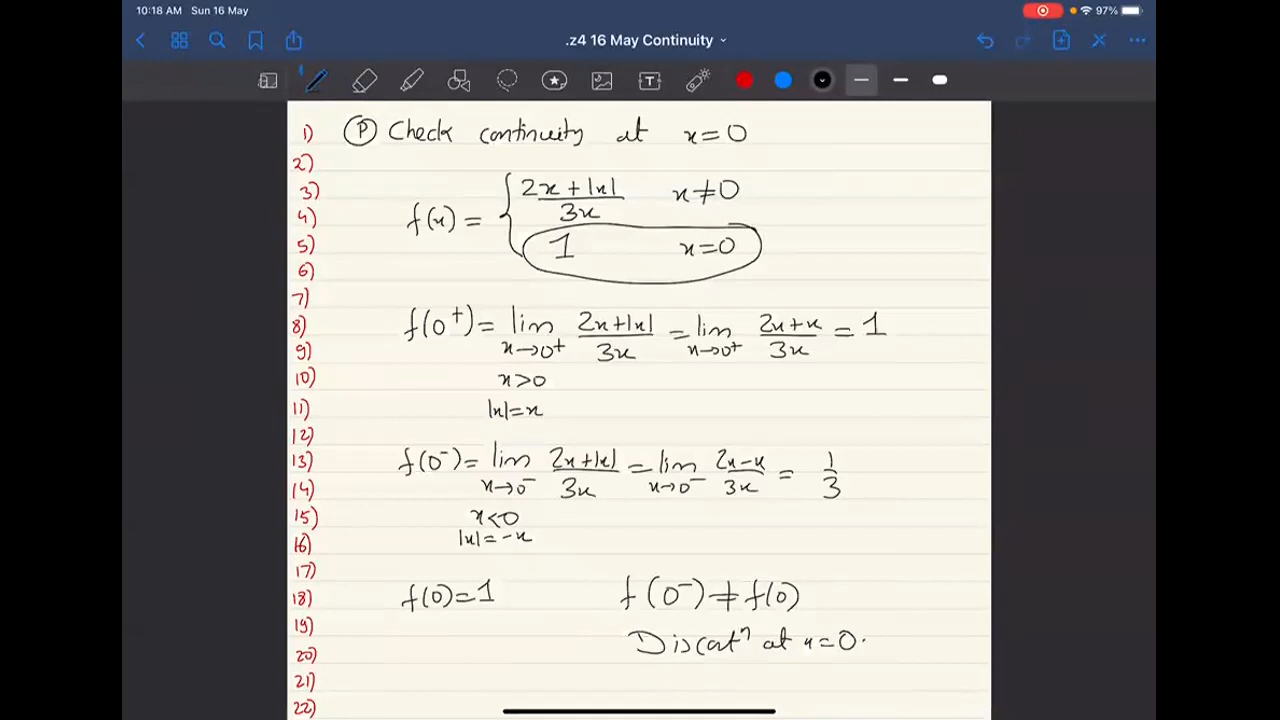 10:18 AM Sun 16 May 97%
.z4 16 May Continuity
1) (P) Check continuity at x=0
2)
3) 2x+|x| x≠0
4) f(x) = { 3x
5) 1 x=0
6)
7)
8) f(0⁺) = lim 2x+|x| = lim 2x+x = 1
9) x→0⁺ 3x x→0⁺ 3x
10) x>0
11) |x|=x
12)
13) f(0⁻) = lim 2x+|x| = lim 2x-x = 1
14) x→0⁻ 3x x→0⁻ 3x 3
15) x<0
16) |x|=-x
17)
18) f(0)=1 f(0⁻) ≠ f(0)
19)
20) Disctⁿ at x=0.
21)
22)